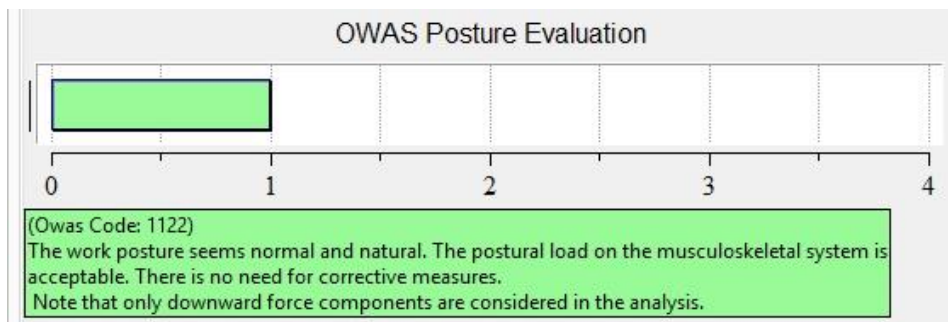 OWAS Posture Evaluation
0 1 2 3 4
(Owas Code: 1122)
The work posture seems normal and natural. The postural load on the musculoskeletal system is
acceptable. There is no need for corrective measures.
Note that only downward force components are considered in the analysis.